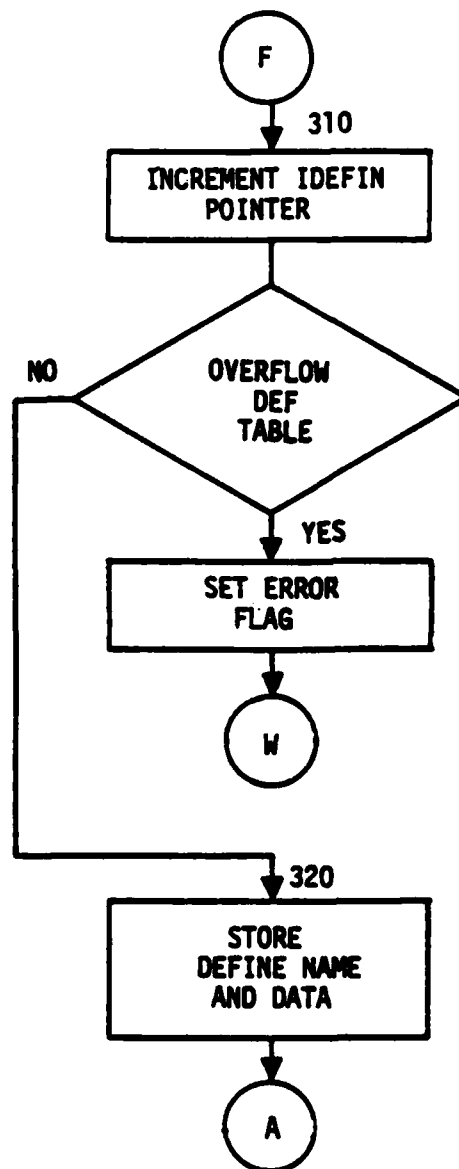 F
310
INCREMENT IDEFIN
POINTER
NO
OVERFLOW
DEF
TABLE
YES
SET ERROR
FLAG
W
320
STORE
DEFINE NAME
AND DATA
A